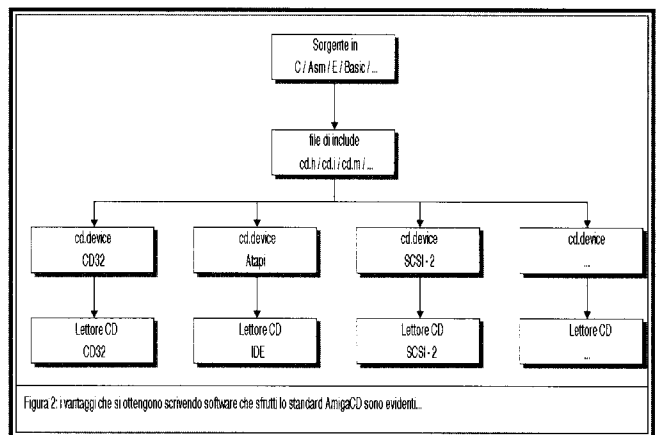 Sorgente in
C / Asm / E / Basic / ...
file di include
cd.h / cd.i / cd.m / ...
cd.device
CD32
cd.device
Atapi
cd.device
SCSI - 2
cd.device
...
Lettore CD
CD32
Lettore CD
IDE
Lettore CD
SCSI - 2
Lettore CD
...
Figura 2: i vantaggi che si ottengono scrivendo software che sfrutti lo standard AmigaCD sono evidenti...